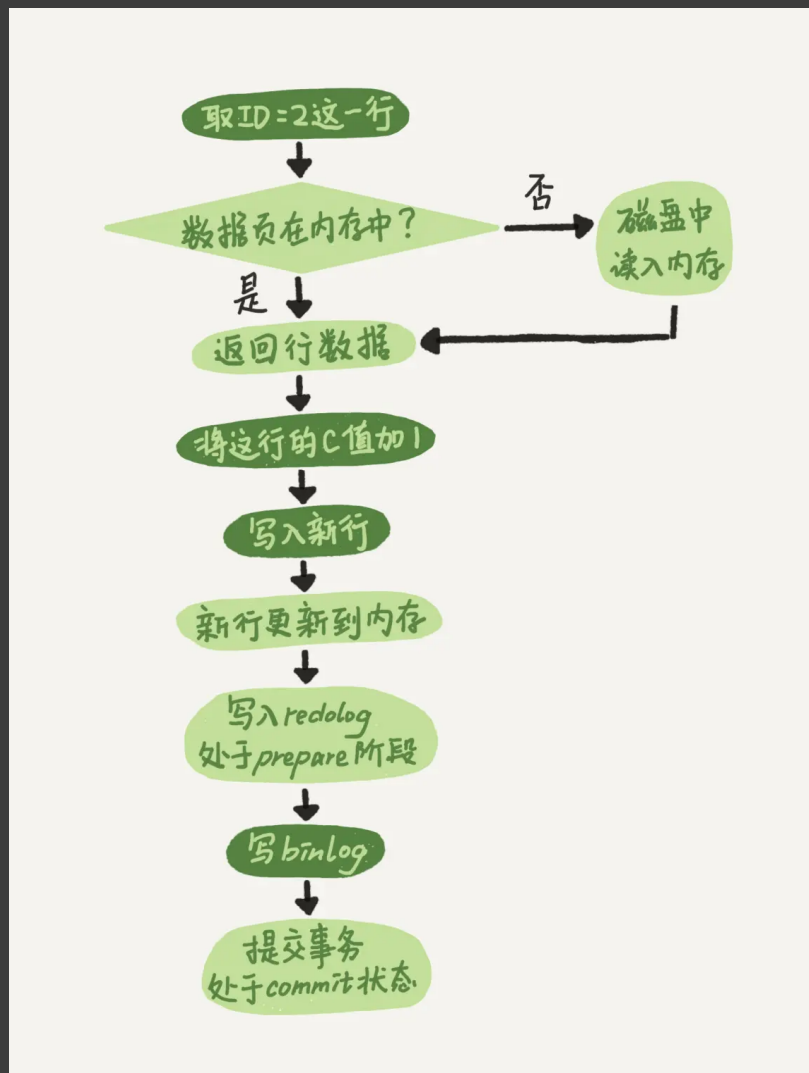 取ID=2这一行
数据页在内存中？
否
磁盘中
读入内存
是
返回行数据
将这行的C值加1
写入新行
新行更新到内存
写入redolog
处于prepare阶段
写binlog
提交事务
处于commit状态